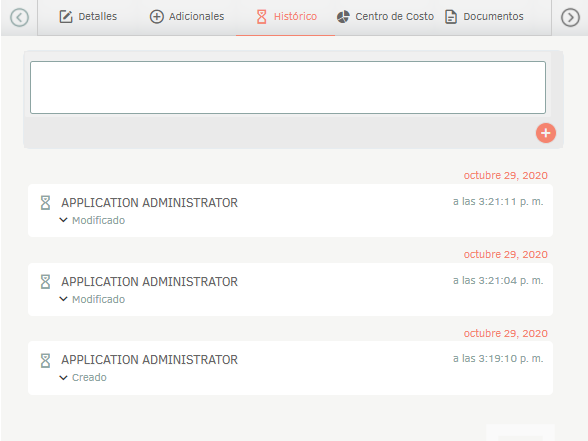 Detalles Adicionales Histórico Centro de Costo Documentos
octubre 29, 2020
APPLICATION ADMINISTRATOR a las 3:21:11 p. m.
Modificado
octubre 29, 2020
APPLICATION ADMINISTRATOR a las 3:21:04 p. m.
Modificado
octubre 29, 2020
APPLICATION ADMINISTRATOR a las 3:19:10 p. m.
Creado